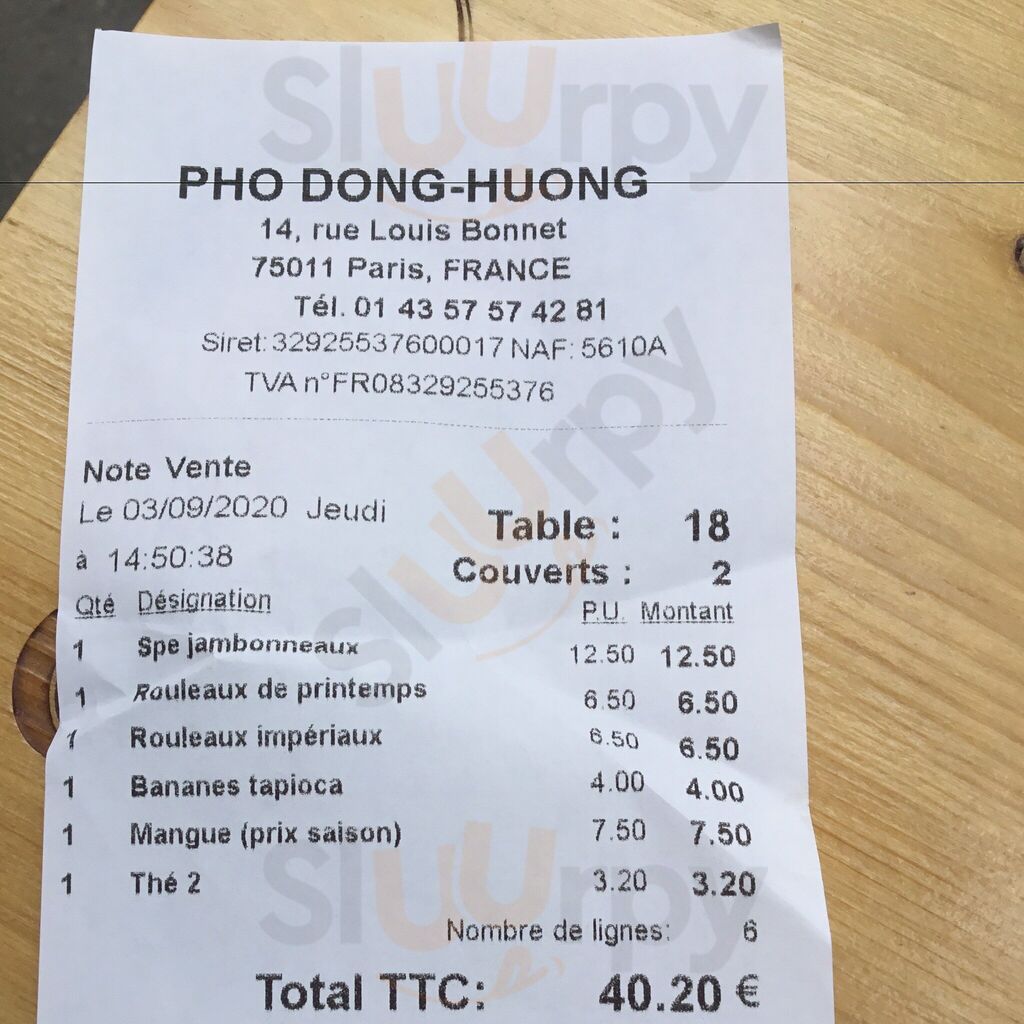 Sluurpy
PHO DONG-HUONG
14, rue Louis Bonnet
75011 Paris, FRANCE
Tél. 01 43 57 57 42 81
Siret: 32925537600017 NAF: 5610A
TVA n°FR08329255376
Sluurpy
Note Vente
Le 03/09/2020 Jeudi
à 14:50:38
Table : 18
Couverts : 2
Qté Désignation P.U. Montant
1 Spe jambonneaux 12.50 12.50
1 Rouleaux de printemps 6.50 6.50
1 Rouleaux impériaux 6.50 6.50
1 Bananes tapioca 4.00 4.00
1 Mangue (prix saison) 7.50 7.50
1 Thé 2 3.20 3.20
Sluurpy
Nombre de lignes: 6
Total TTC: 40.20 €